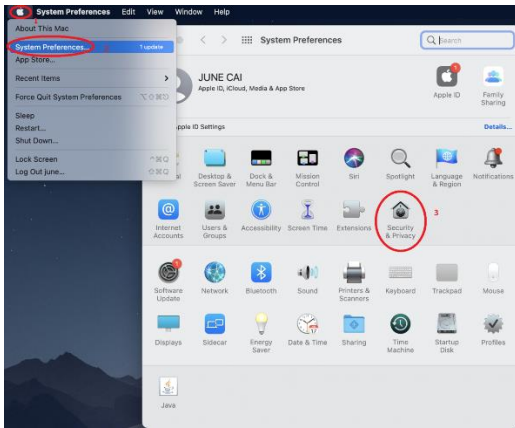 System Preferences Edit View Window Help
1
About This Mac
System Preferences... 1 update
App Store...
Recent Items
Force Quit System Preferences
Sleep
Restart...
Shut Down...
Lock Screen
Log Out june...
System Preferences
Search
JUNE CAI
Apple ID, iCloud, Media & App Store
Apple ID
Family
Sharing
Apple ID Settings
Details...
Desktop &
Screen Saver
Dock &
Menu Bar
Mission
Control
Siri
Spotlight
Language
& Region
Notifications
Internet
Accounts
Users &
Groups
Accessibility
Screen Time
Extensions
Security
& Privacy
3
Software
Update
Network
Bluetooth
Sound
Printers &
Scanners
Keyboard
Trackpad
Mouse
Displays
Sidecar
Energy
Saver
Date & Time
Sharing
Time
Machine
Startup
Disk
Profiles
Java